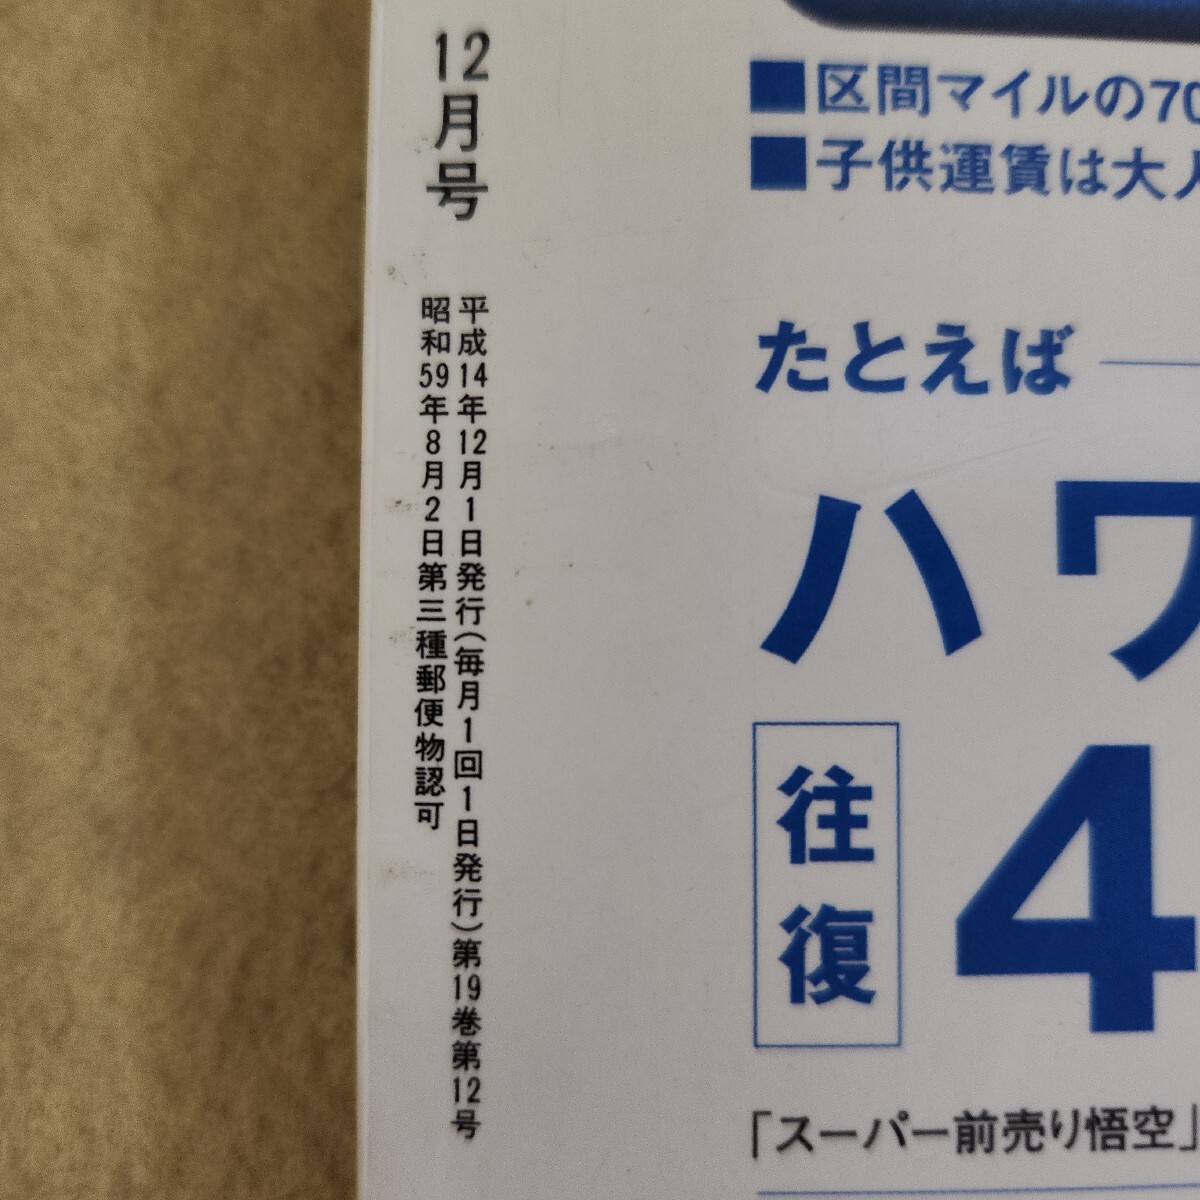 12月号
平成14年12月1日発行(毎月1回1日発行)第19巻第12号
昭和59年8月2日第三種郵便物認可
■区間マイルの70
■子供運賃は大人
たとえば
ハワ
往復
4
「スーパー前売り悟空」